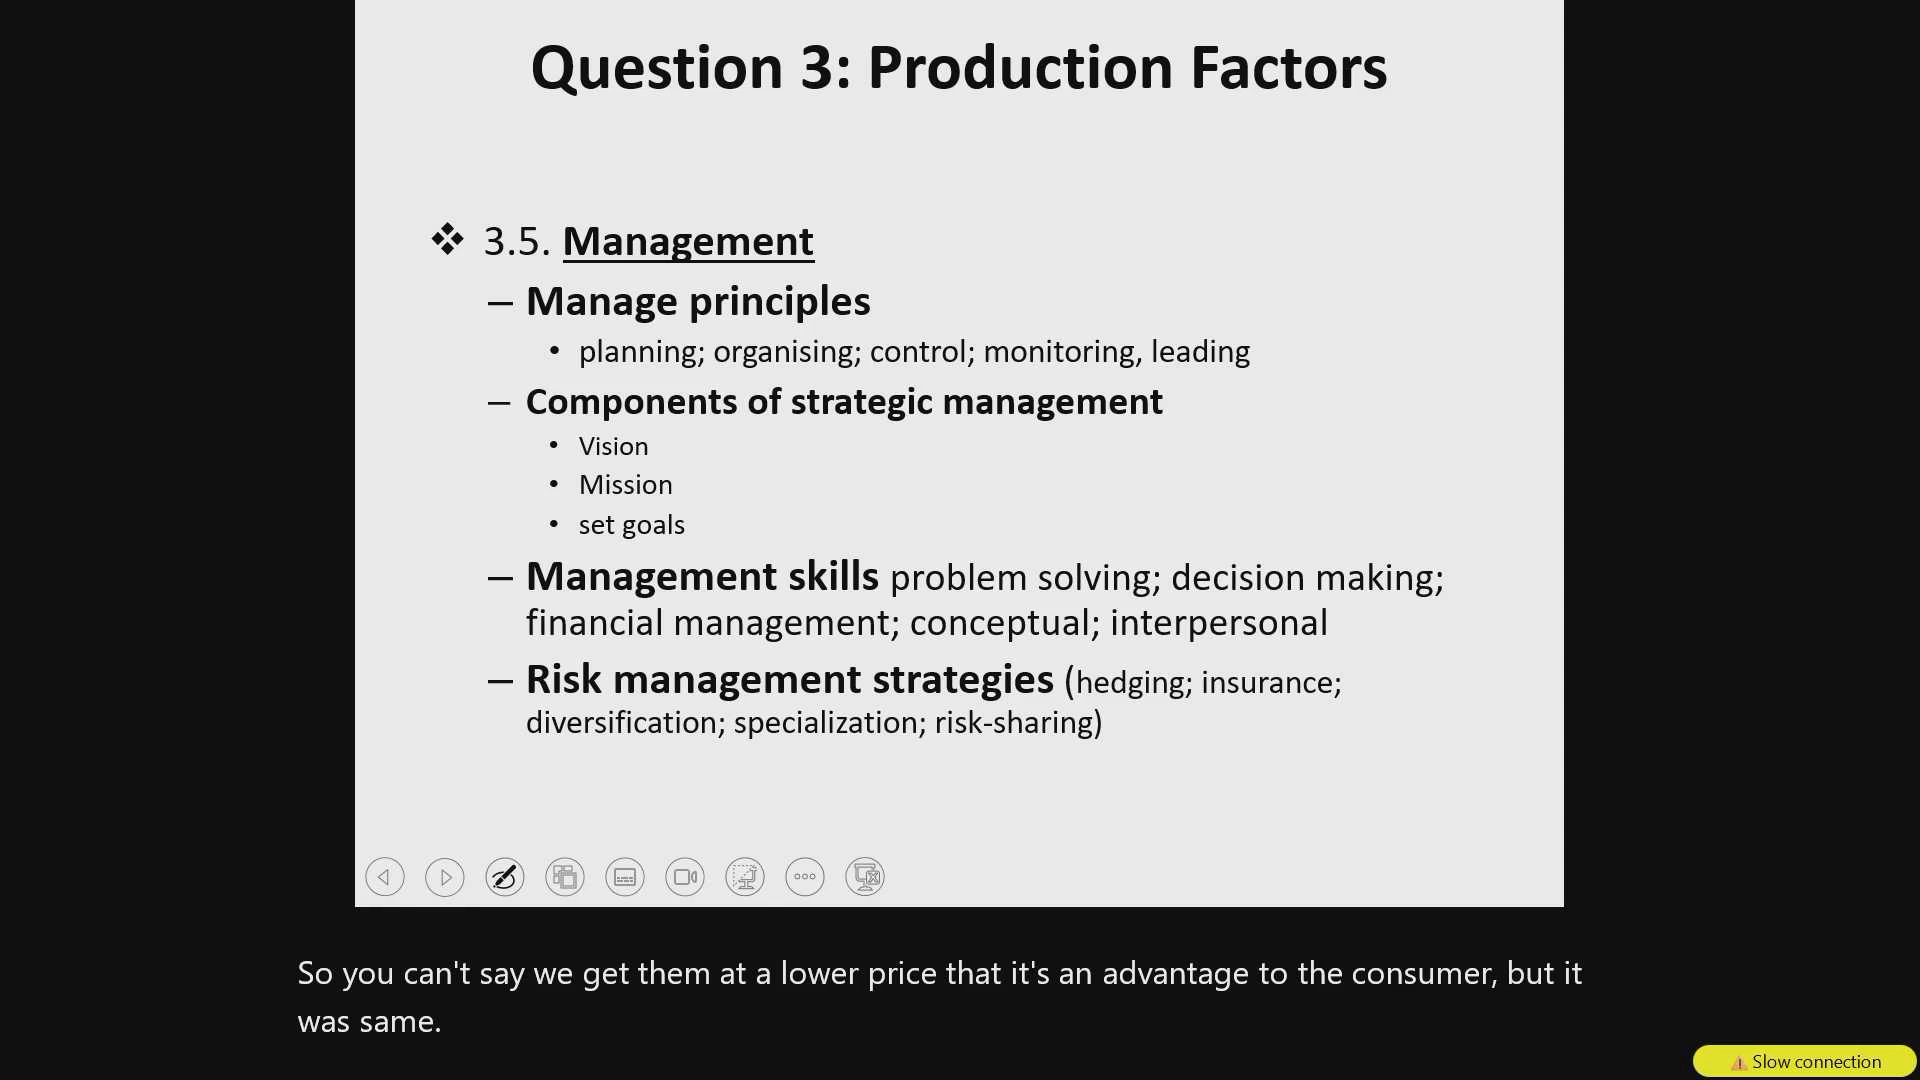 Question 3: Production Factors
❖ 3.5. Management
– Manage principles
• planning; organising; control; monitoring, leading
– Components of strategic management
• Vision
• Mission
• set goals
– Management skills problem solving; decision making;
financial management; conceptual; interpersonal
– Risk management strategies (hedging; insurance;
diversification; specialization; risk-sharing)
So you can't say we get them at a lower price that it's an advantage to the consumer, but it
was same.
Slow connection